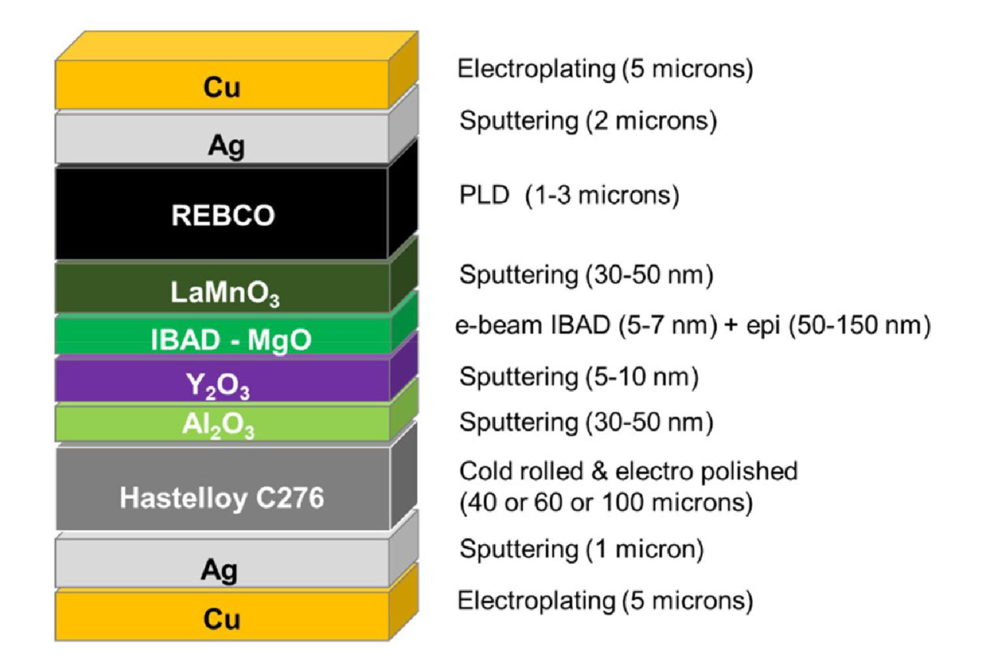 Cu Electroplating (5 microns)
Ag Sputtering (2 microns)
REBCO PLD (1-3 microns)
LaMnO₃ Sputtering (30-50 nm)
IBAD - MgO e-beam IBAD (5-7 nm) + epi (50-150 nm)
Y₂O₃ Sputtering (5-10 nm)
Al₂O₃ Sputtering (30-50 nm)
Hastelloy C276 Cold rolled & electro polished
(40 or 60 or 100 microns)
Ag Sputtering (1 micron)
Cu Electroplating (5 microns)